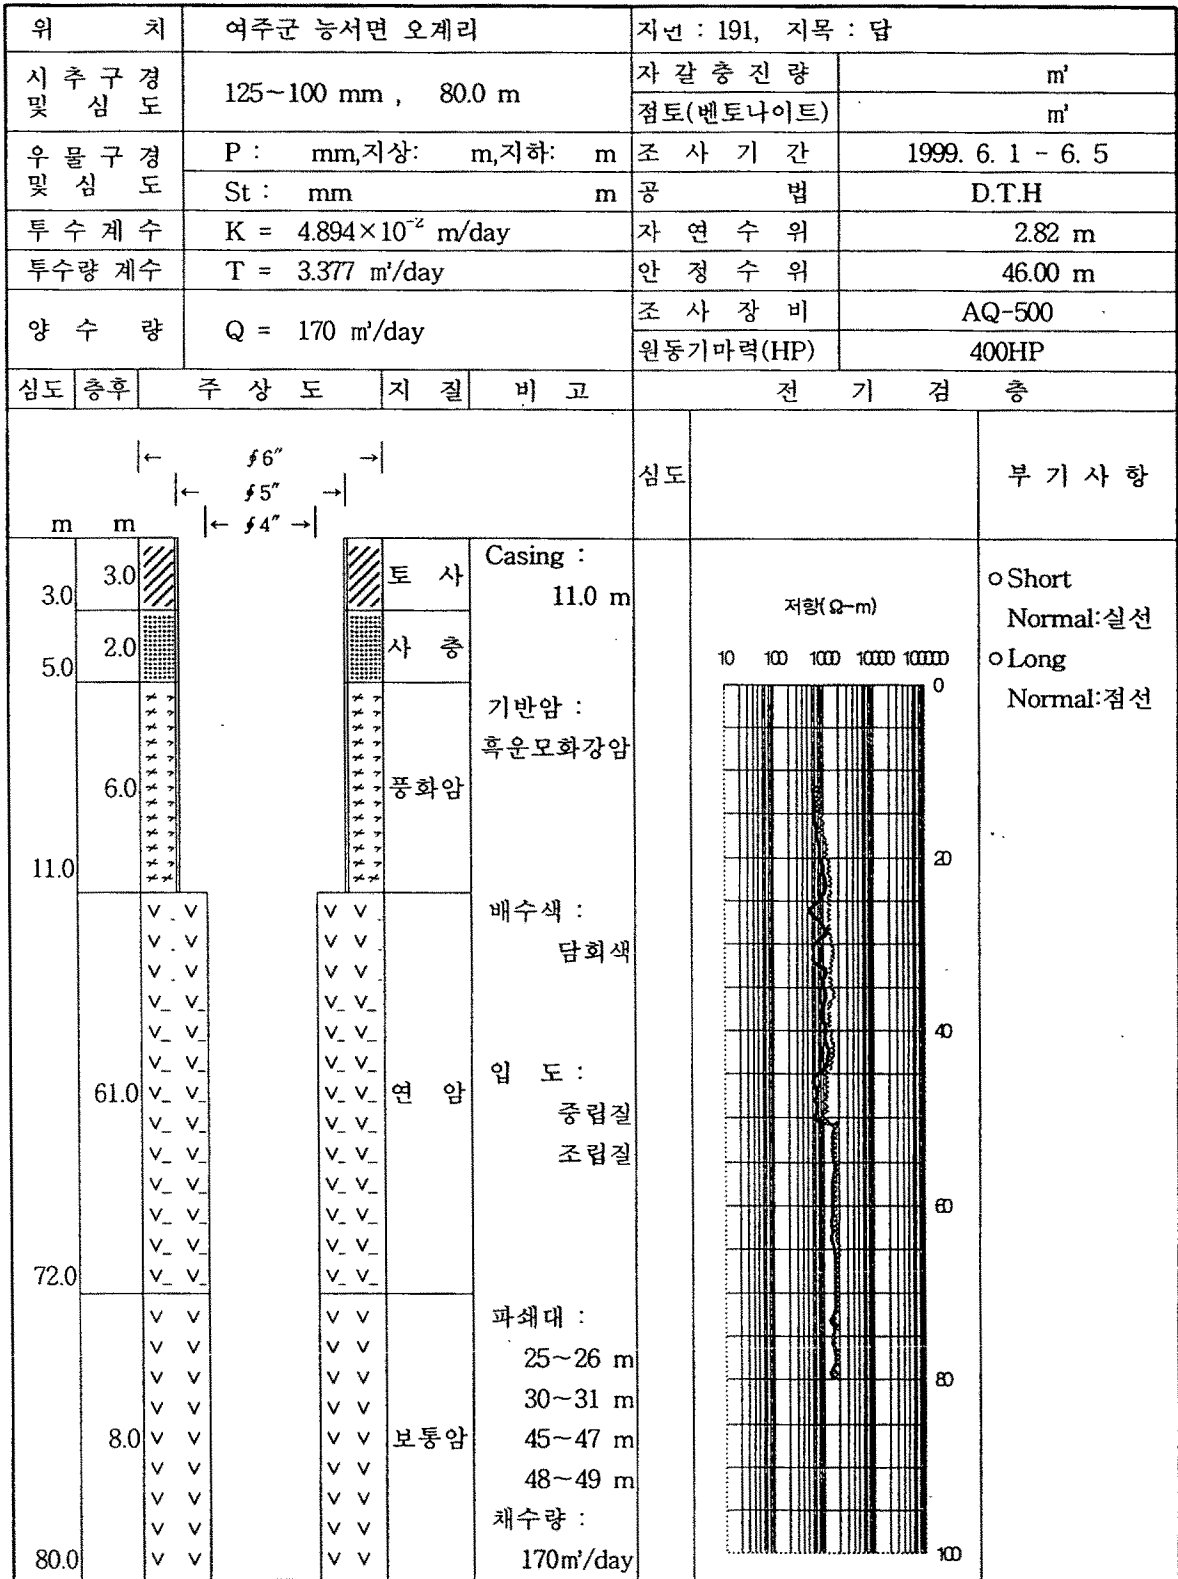 위 치 여주군 능서면 오계리 지번 : 191, 지목 : 답
시 추 구 경 및 심 도 125~100 mm , 80.0 m
자 갈 충 진 량 m³
점토(벤토나이트) m³
우 물 구 경 및 심 도 P : mm,지상: m,지하: m
조 사 기 간 1999. 6. 1 - 6. 5
St : mm m
공 법 D.T.H
투 수 계 수 K = 4.894×10⁻² m/day
자 연 수 위 2.82 m
투수량 계수 T = 3.377 m²/day
안 정 수 위 46.00 m
양 수 량 Q = 170 m³/day
조 사 장 비 AQ-500
원동기마력(HP) 400HP
심도 층후 주 상 도 지 질 비 고 전 기 검 층
∮6″
∮5″
∮4″
m m
심도 부 기 사 항
3.0 3.0 토 사 Casing :
11.0 m
5.0 2.0 사 층
11.0 6.0 풍화암
기반암 :
흑운모화강암
72.0 61.0 연 암
배수색 :
담회색
입 도 :
중립질
조립질
80.0 8.0 보통암
파쇄대 :
25~26 m
30~31 m
45~47 m
48~49 m
채수량 :
170m³/day
저항(Ω-m)
10 100 1000 10000 100000
0
20
40
60
80
100
○Short
Normal:실선
○Long
Normal:점선